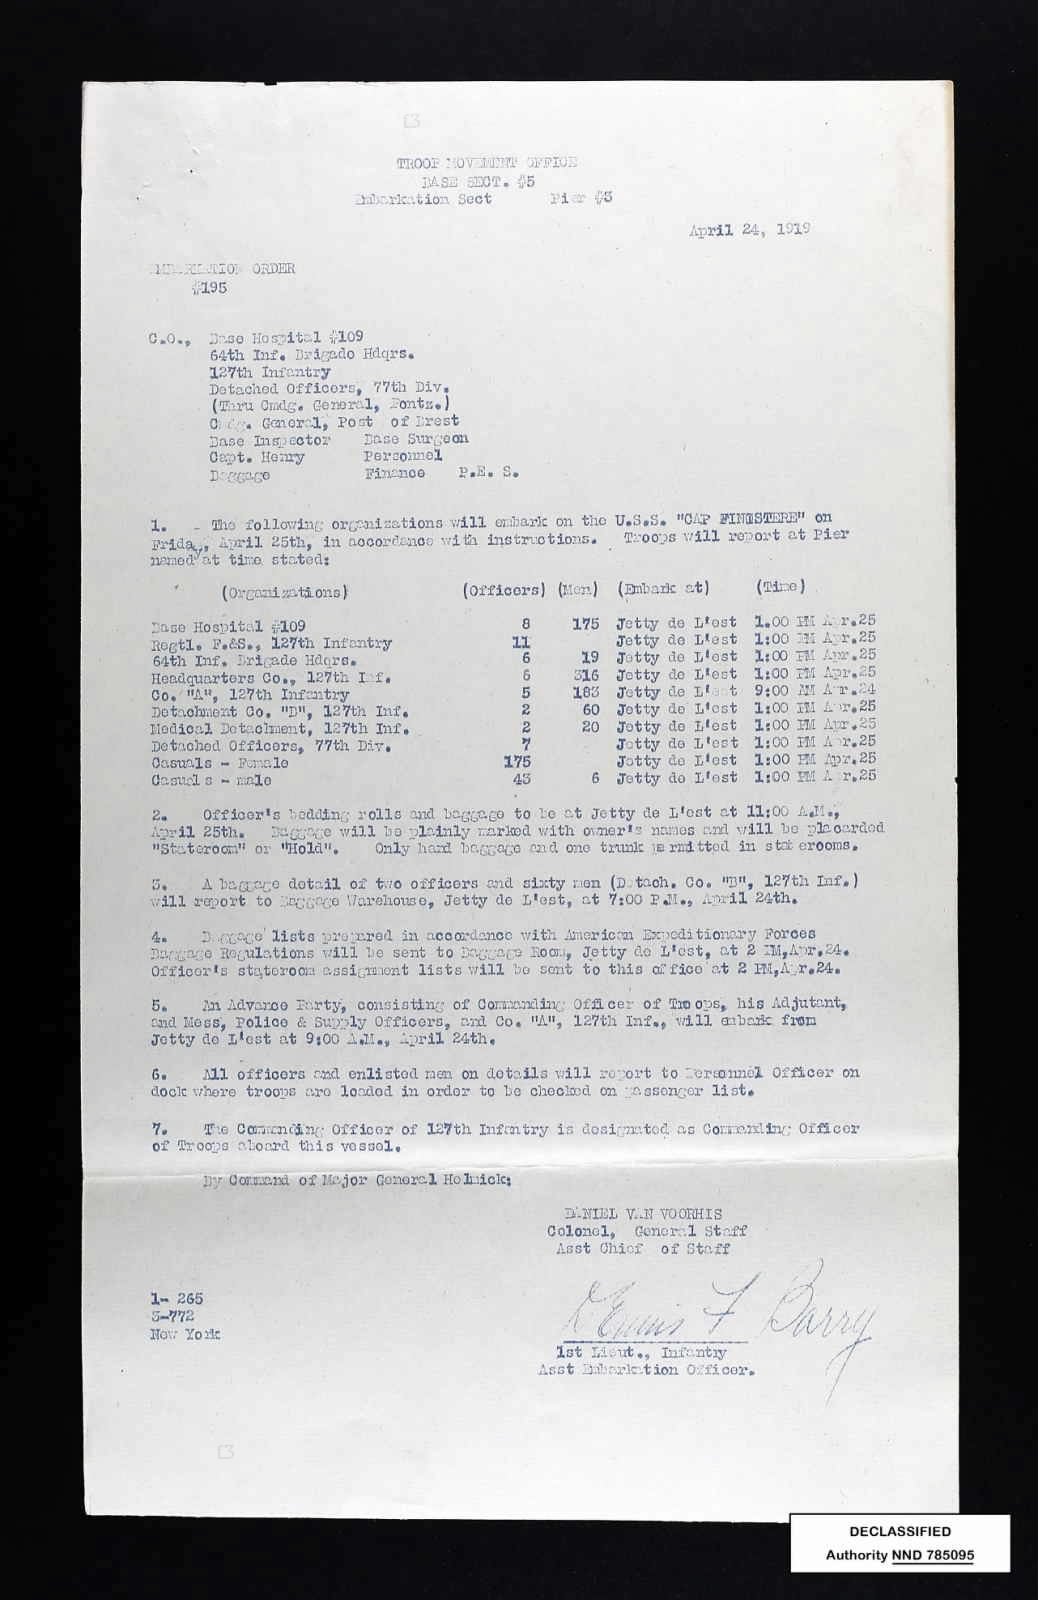 TROOP MOVEMENT OFFICE
BASE SECT. #5
Embarkation Sect Pier #3
April 24, 1919
EMBARKATION ORDER
#195
C.O., Base Hospital #109
64th Inf. Brigade Hdqrs.
127th Infantry
Detached Officers, 77th Div.
(Thru Cmdg. General, Pontz.)
Cmdg. General, Post of Brest
Base Inspector Base Surgeon
Capt. Henry Personnel
Baggage Finance P.E. S.
1. The following organizations will embark on the U.S.S. "CAP FINISTERE" on
Friday, April 25th, in accordance with instructions. Troops will report at Pier
named at time stated:
(Organizations) (Officers) (Men) (Embark at) (Time)
Base Hospital #109 8 175 Jetty de L'est 1.00 PM Apr.25
Regtl. F.&S., 127th Infantry 11 Jetty de L'est 1:00 PM Apr.25
64th Inf. Brigade Hdqrs. 6 19 Jetty de L'est 1:00 PM Apr.25
Headquarters Co., 127th Inf. 6 316 Jetty de L'est 1:00 PM Apr.25
Co. "A", 127th Infantry 5 183 Jetty de L'est 9:00 AM Apr.24
Detachment Co. "D", 127th Inf. 2 60 Jetty de L'est 1:00 PM Apr.25
Medical Detachment, 127th Inf. 2 20 Jetty de L'est 1:00 PM Apr.25
Detached Officers, 77th Div. 7 Jetty de L'est 1:00 PM Apr.25
Casuals - Female 175 Jetty de L'est 1:00 PM Apr.25
Casuals - male 43 6 Jetty de L'est 1:00 PM Apr.25
2. Officer's bedding rolls and baggage to be at Jetty de L'est at 11:00 A.M.,
April 25th. Baggage will be plainly marked with owner's names and will be placarded
"Stateroom" or "Hold". Only hand baggage and one trunk permitted in staterooms.
3. A baggage detail of two officers and sixty men (Detach. Co. "D", 127th Inf.)
will report to Baggage Warehouse, Jetty de L'est, at 7:00 P.M., April 24th.
4. Baggage lists prepared in accordance with American Expeditionary Forces
Baggage Regulations will be sent to Baggage Room, Jetty de L'est, at 2 PM,Apr.24.
Officer's stateroom assignment lists will be sent to this office at 2 PM,Apr.24.
5. An Advance Party, consisting of Commanding Officer of Troops, his Adjutant,
and Mess, Police & Supply Officers, and Co. "A", 127th Inf., will embark from
Jetty de L'est at 9:00 A.M., April 24th.
6. All officers and enlisted men on details will report to Personnel Officer on
dock where troops are loaded in order to be checked on passenger list.
7. The Commanding Officer of 127th Infantry is designated as Commanding Officer
of Troops aboard this vessel.
By Command of Major General Helmick:
DANIEL VAN VOORHIS
Colonel, General Staff
Asst Chief of Staff
1- 265
3-772
New York
Dennis F Barry
1st Lieut., Infantry
Asst Embarkation Officer.
DECLASSIFIED
Authority NND 785095